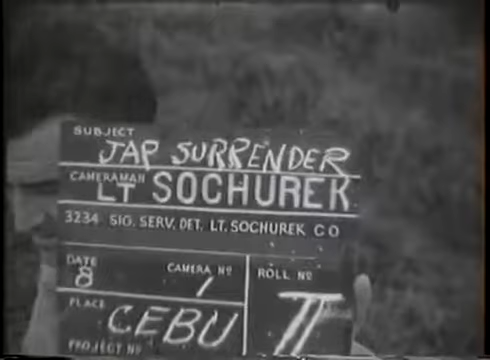 SUBJECT
JAP SURRENDER
CAMERAMAN
LT SOCHUREK
3234 SIG. SERV. DET. LT. SOCHUREK C O
DATE
8
CAMERA Nº
1
ROLL Nº
II
PLACE
CEBU
PROJECT Nº